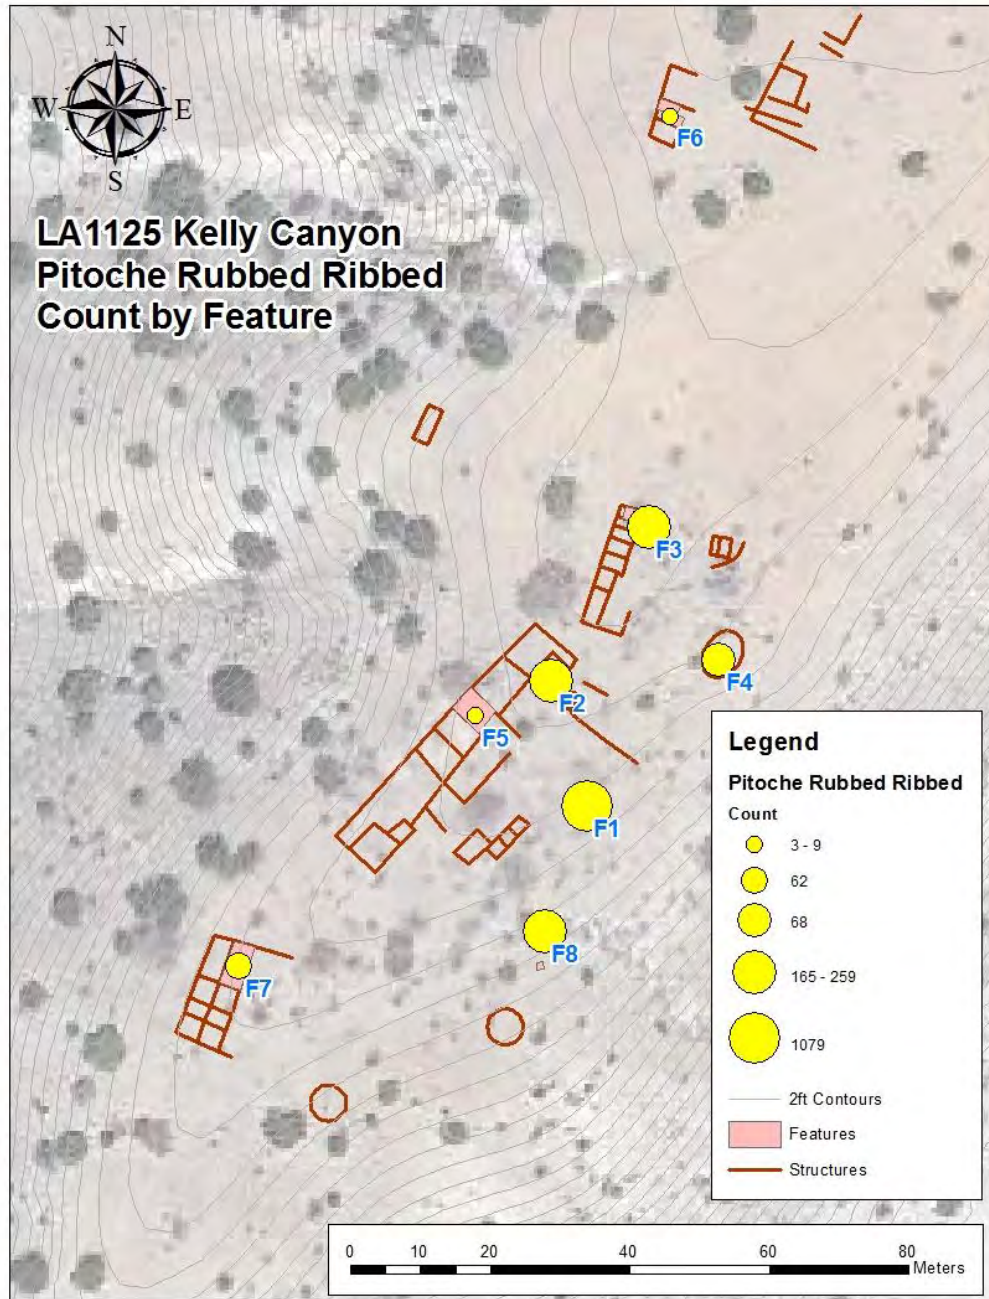 N
W E
S
LA1125 Kelly Canyon
Pitoche Rubbed Ribbed
Count by Feature
F6
F3
F4
F2
F5
F1
F8
F7
Legend
Pitoche Rubbed Ribbed
Count
3 - 9
62
68
165 - 259
1079
2ft Contours
Features
Structures
0 10 20 40 60 80
Meters